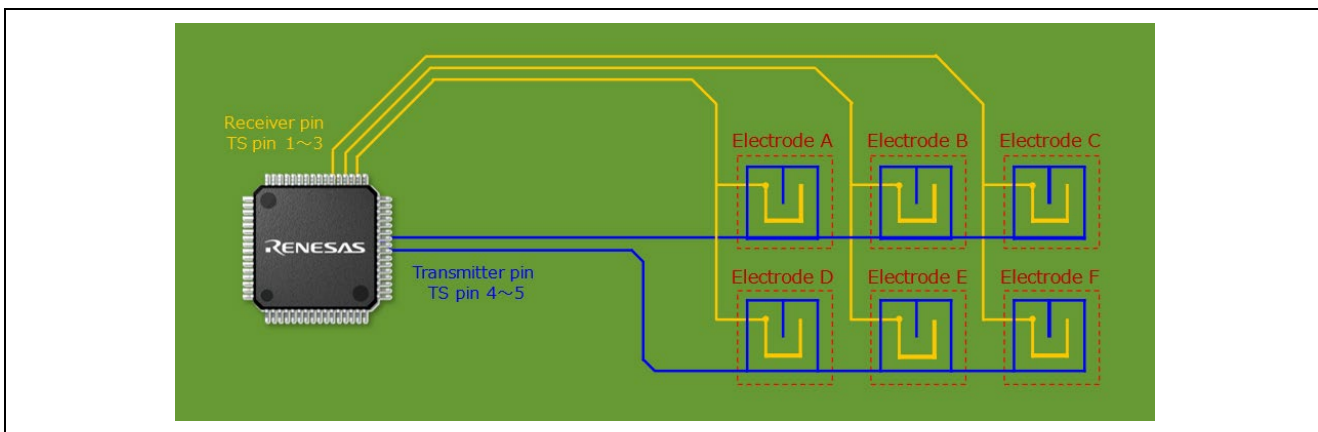 Receiver pin
TS pin 1～3
Electrode A
Electrode B
Electrode C
RENESAS
Transmitter pin
TS pin 4～5
Electrode D
Electrode E
Electrode F